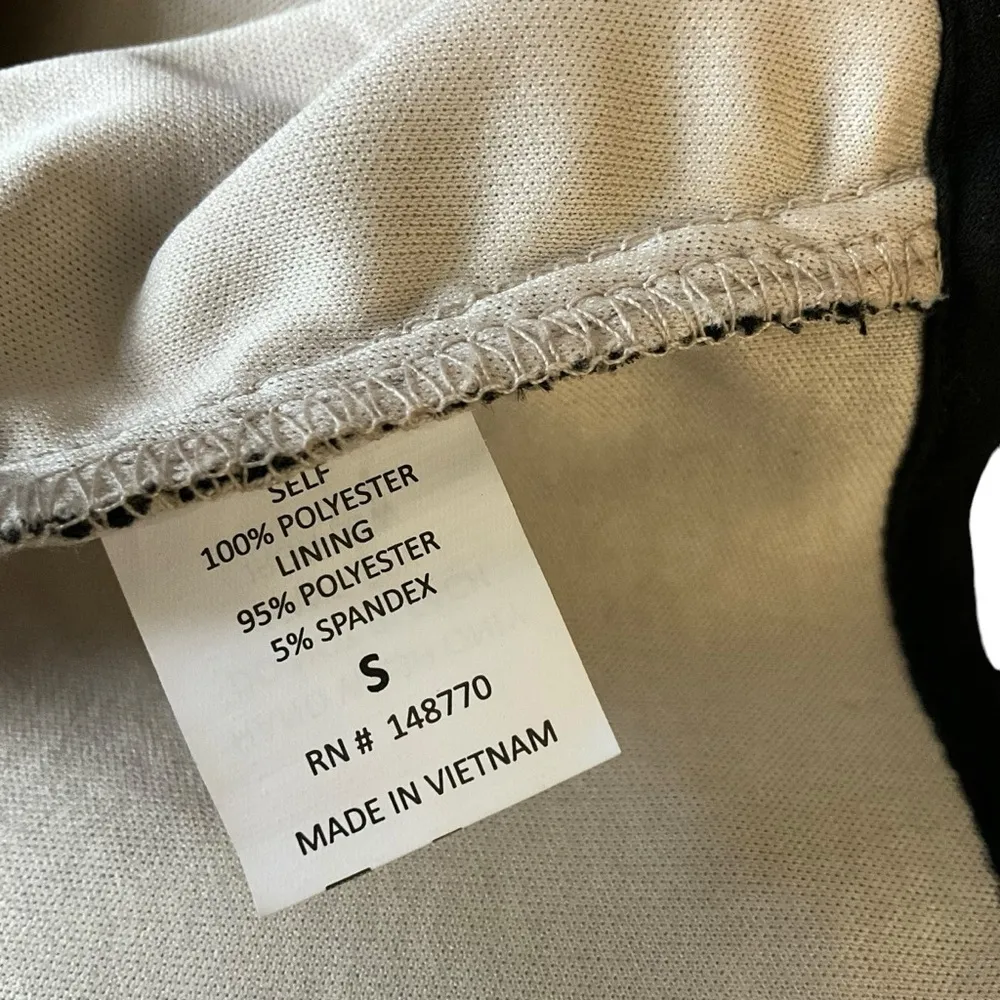 SELF
100% POLYESTER
LINING
95% POLYESTER
5% SPANDEX
S
RN # 148770
MADE IN VIETNAM